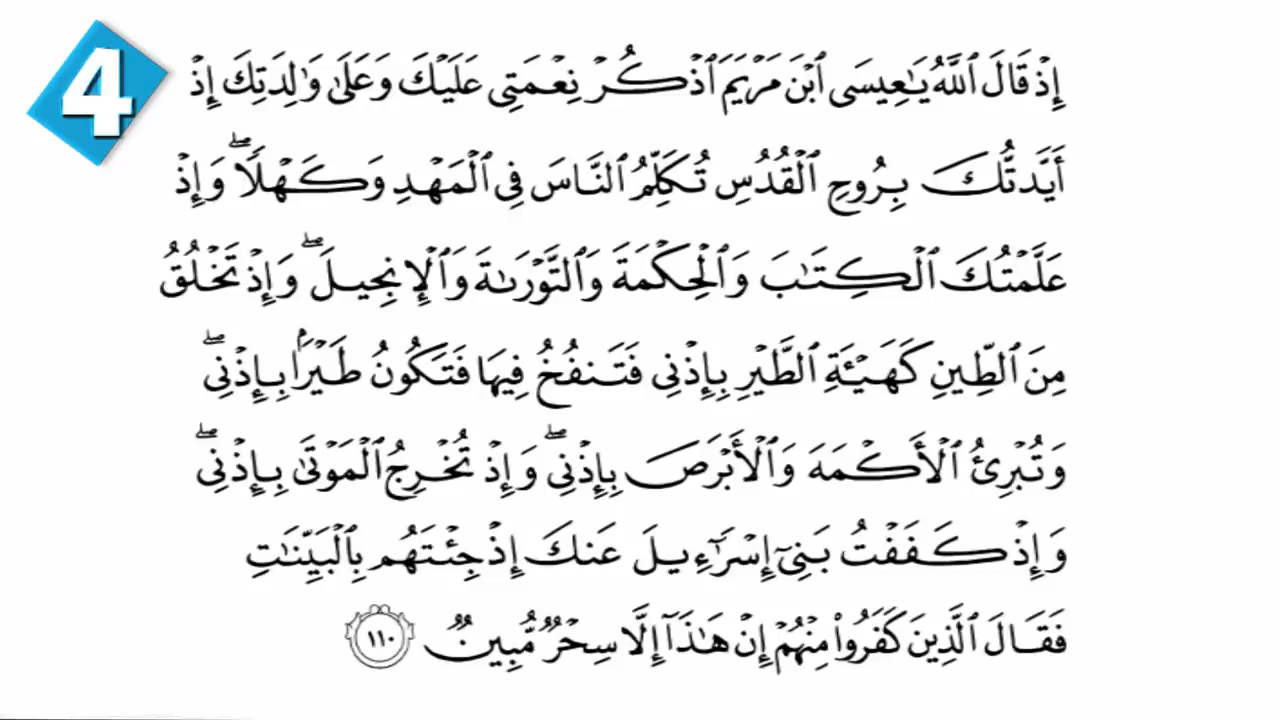 4
إِذْ قَالَ ٱللَّهُ يَٰعِيسَى ٱبْنَ مَرْيَمَ ٱذْكُرْ نِعْمَتِى عَلَيْكَ وَعَلَىٰ وَٰلِدَتِكَ إِذْ
أَيَّدتُّكَ بِرُوحِ ٱلْقُدُسِ تُكَلِّمُ ٱلنَّاسَ فِى ٱلْمَهْدِ وَكَهْلًا ۖ وَإِذْ
عَلَّمْتُكَ ٱلْكِتَٰبَ وَٱلْحِكْمَةَ وَٱلتَّوْرَىٰةَ وَٱلْإِنجِيلَ ۖ وَإِذْ تَخْلُقُ
مِنَ ٱلطِّينِ كَهَيْـَٔةِ ٱلطَّيْرِ بِإِذْنِى فَتَنفُخُ فِيهَا فَتَكُونُ طَيْرًۢا بِإِذْنِى ۖ
وَتُبْرِئُ ٱلْأَكْمَهَ وَٱلْأَبْرَصَ بِإِذْنِى ۖ وَإِذْ تُخْرِجُ ٱلْمَوْتَىٰ بِإِذْنِى ۖ
وَإِذْ كَفَفْتُ بَنِىٓ إِسْرَٰٓءِيلَ عَنكَ إِذْ جِئْتَهُم بِٱلْبَيِّنَٰتِ
فَقَالَ ٱلَّذِينَ كَفَرُوا۟ مِنْهُمْ إِنْ هَٰذَآ إِلَّا سِحْرٌ مُّبِينٌ ١١٠